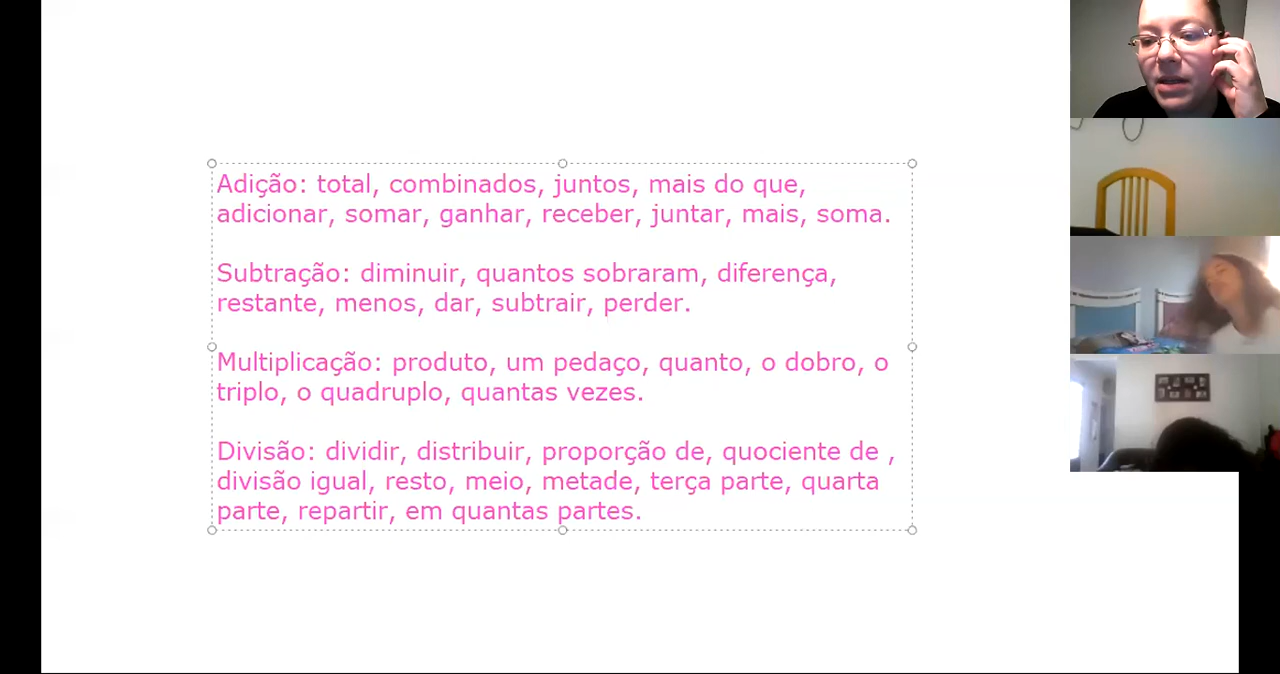 Adição: total, combinados, juntos, mais do que,
adicionar, somar, ganhar, receber, juntar, mais, soma.
Subtração: diminuir, quantos sobraram, diferença,
restante, menos, dar, subtrair, perder.
Multiplicação: produto, um pedaço, quanto, o dobro, o
triplo, o quadruplo, quantas vezes.
Divisão: dividir, distribuir, proporção de, quociente de ,
divisão igual, resto, meio, metade, terça parte, quarta
parte, repartir, em quantas partes.